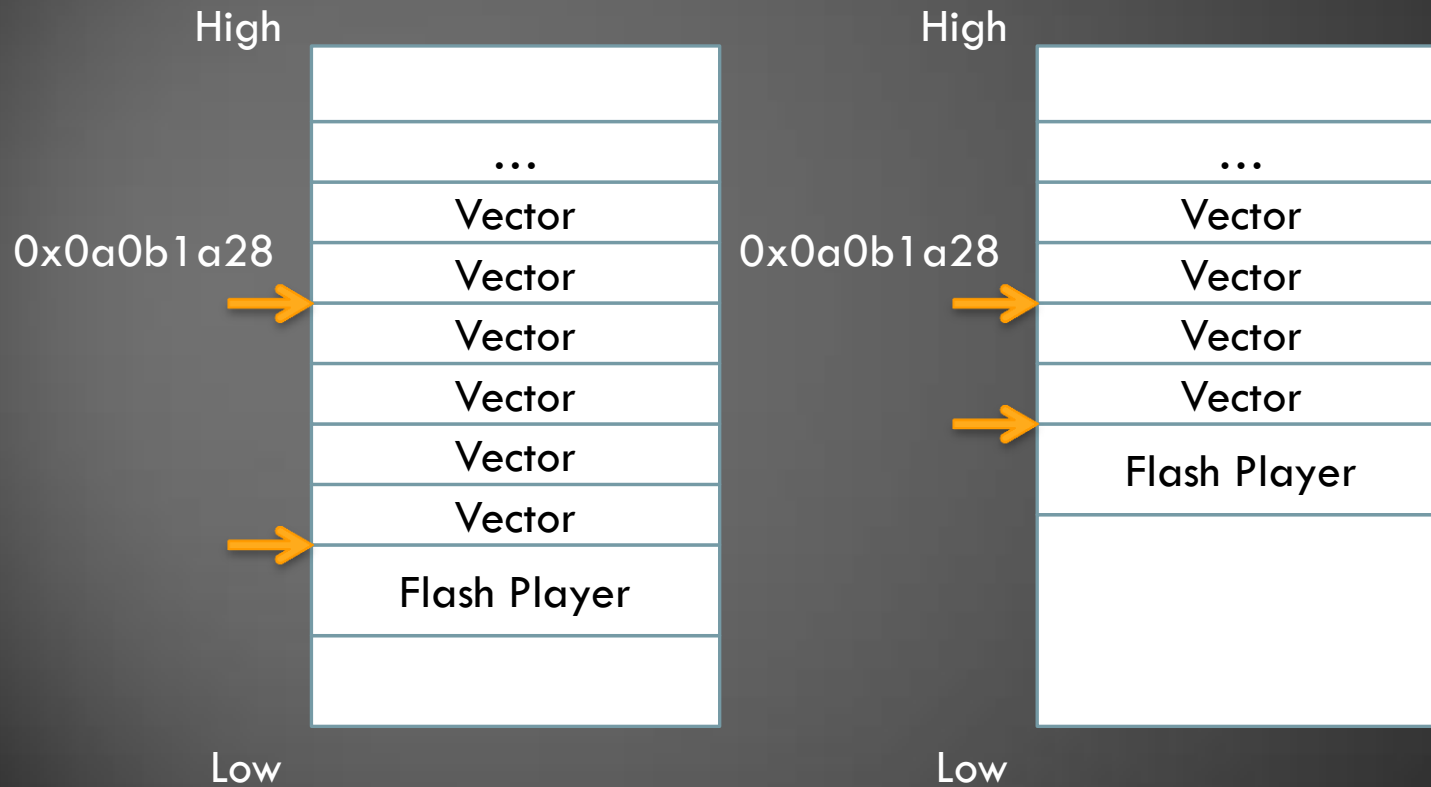 High
…
Vector
0x0a0b1a28
Vector
Vector
Vector
Vector
Vector
Flash Player
Low
High
…
Vector
0x0a0b1a28
Vector
Vector
Vector
Flash Player
Low